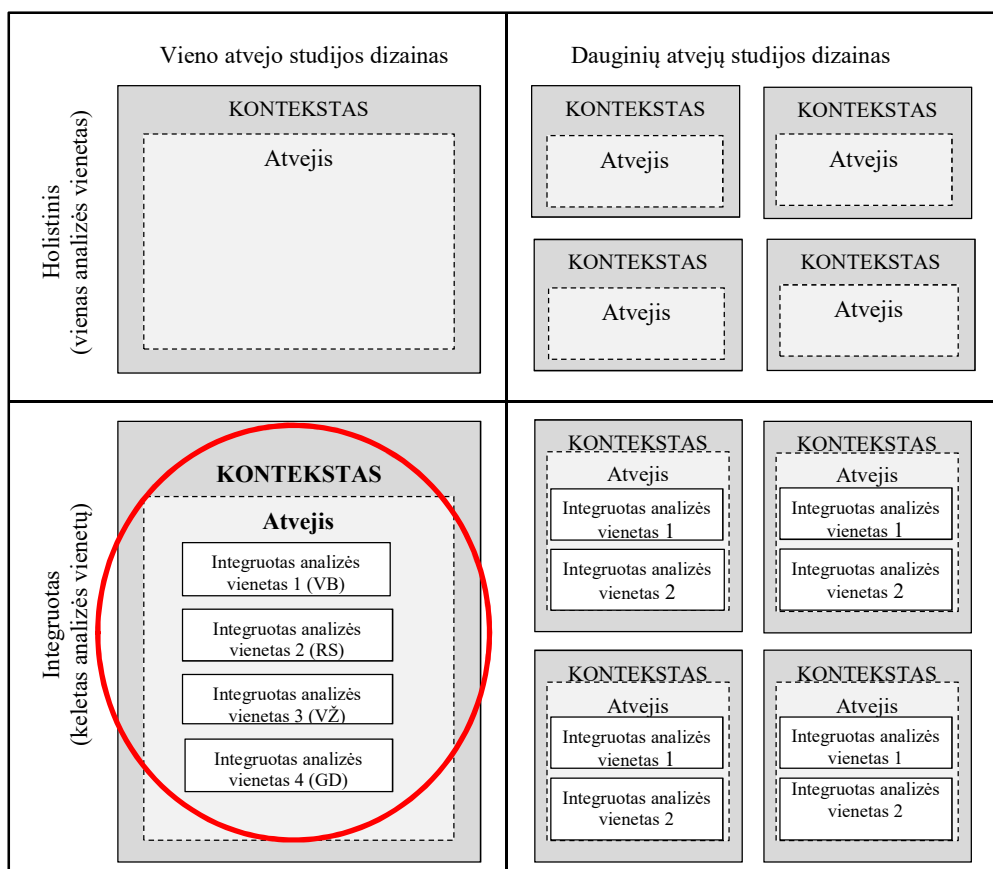 Vieno atvejo studijos dizainas
Dauginių atvejų studijos dizainas
Holistinis
(vienas analizės vienetas)
KONTEKSTAS
Atvejis
KONTEKSTAS
Atvejis
KONTEKSTAS
Atvejis
KONTEKSTAS
Atvejis
KONTEKSTAS
Atvejis
Integruotas
(keletas analizės vienetų)
KONTEKSTAS
Atvejis
Integruotas analizės
vienetas 1 (VB)
Integruotas analizės
vienetas 2 (RS)
Integruotas analizės
vienetas 3 (VŽ)
Integruotas analizės
vienetas 4 (GD)
KONTEKSTAS
Atvejis
Integruotas analizės
vienetas 1
Integruotas analizės
vienetas 2
KONTEKSTAS
Atvejis
Integruotas analizės
vienetas 1
Integruotas analizės
vienetas 2
KONTEKSTAS
Atvejis
Integruotas analizės
vienetas 1
Integruotas analizės
vienetas 2
KONTEKSTAS
Atvejis
Integruotas analizės
vienetas 1
Integruotas analizės
vienetas 2